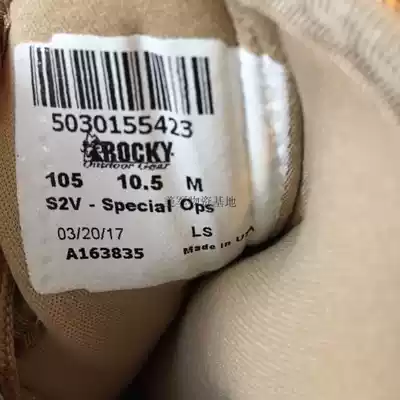 5030155423
ROCKY
Outdoor Gear
105 10.5 M
S2V - Special Ops
03/20/17 LS
A163835 Made in USA